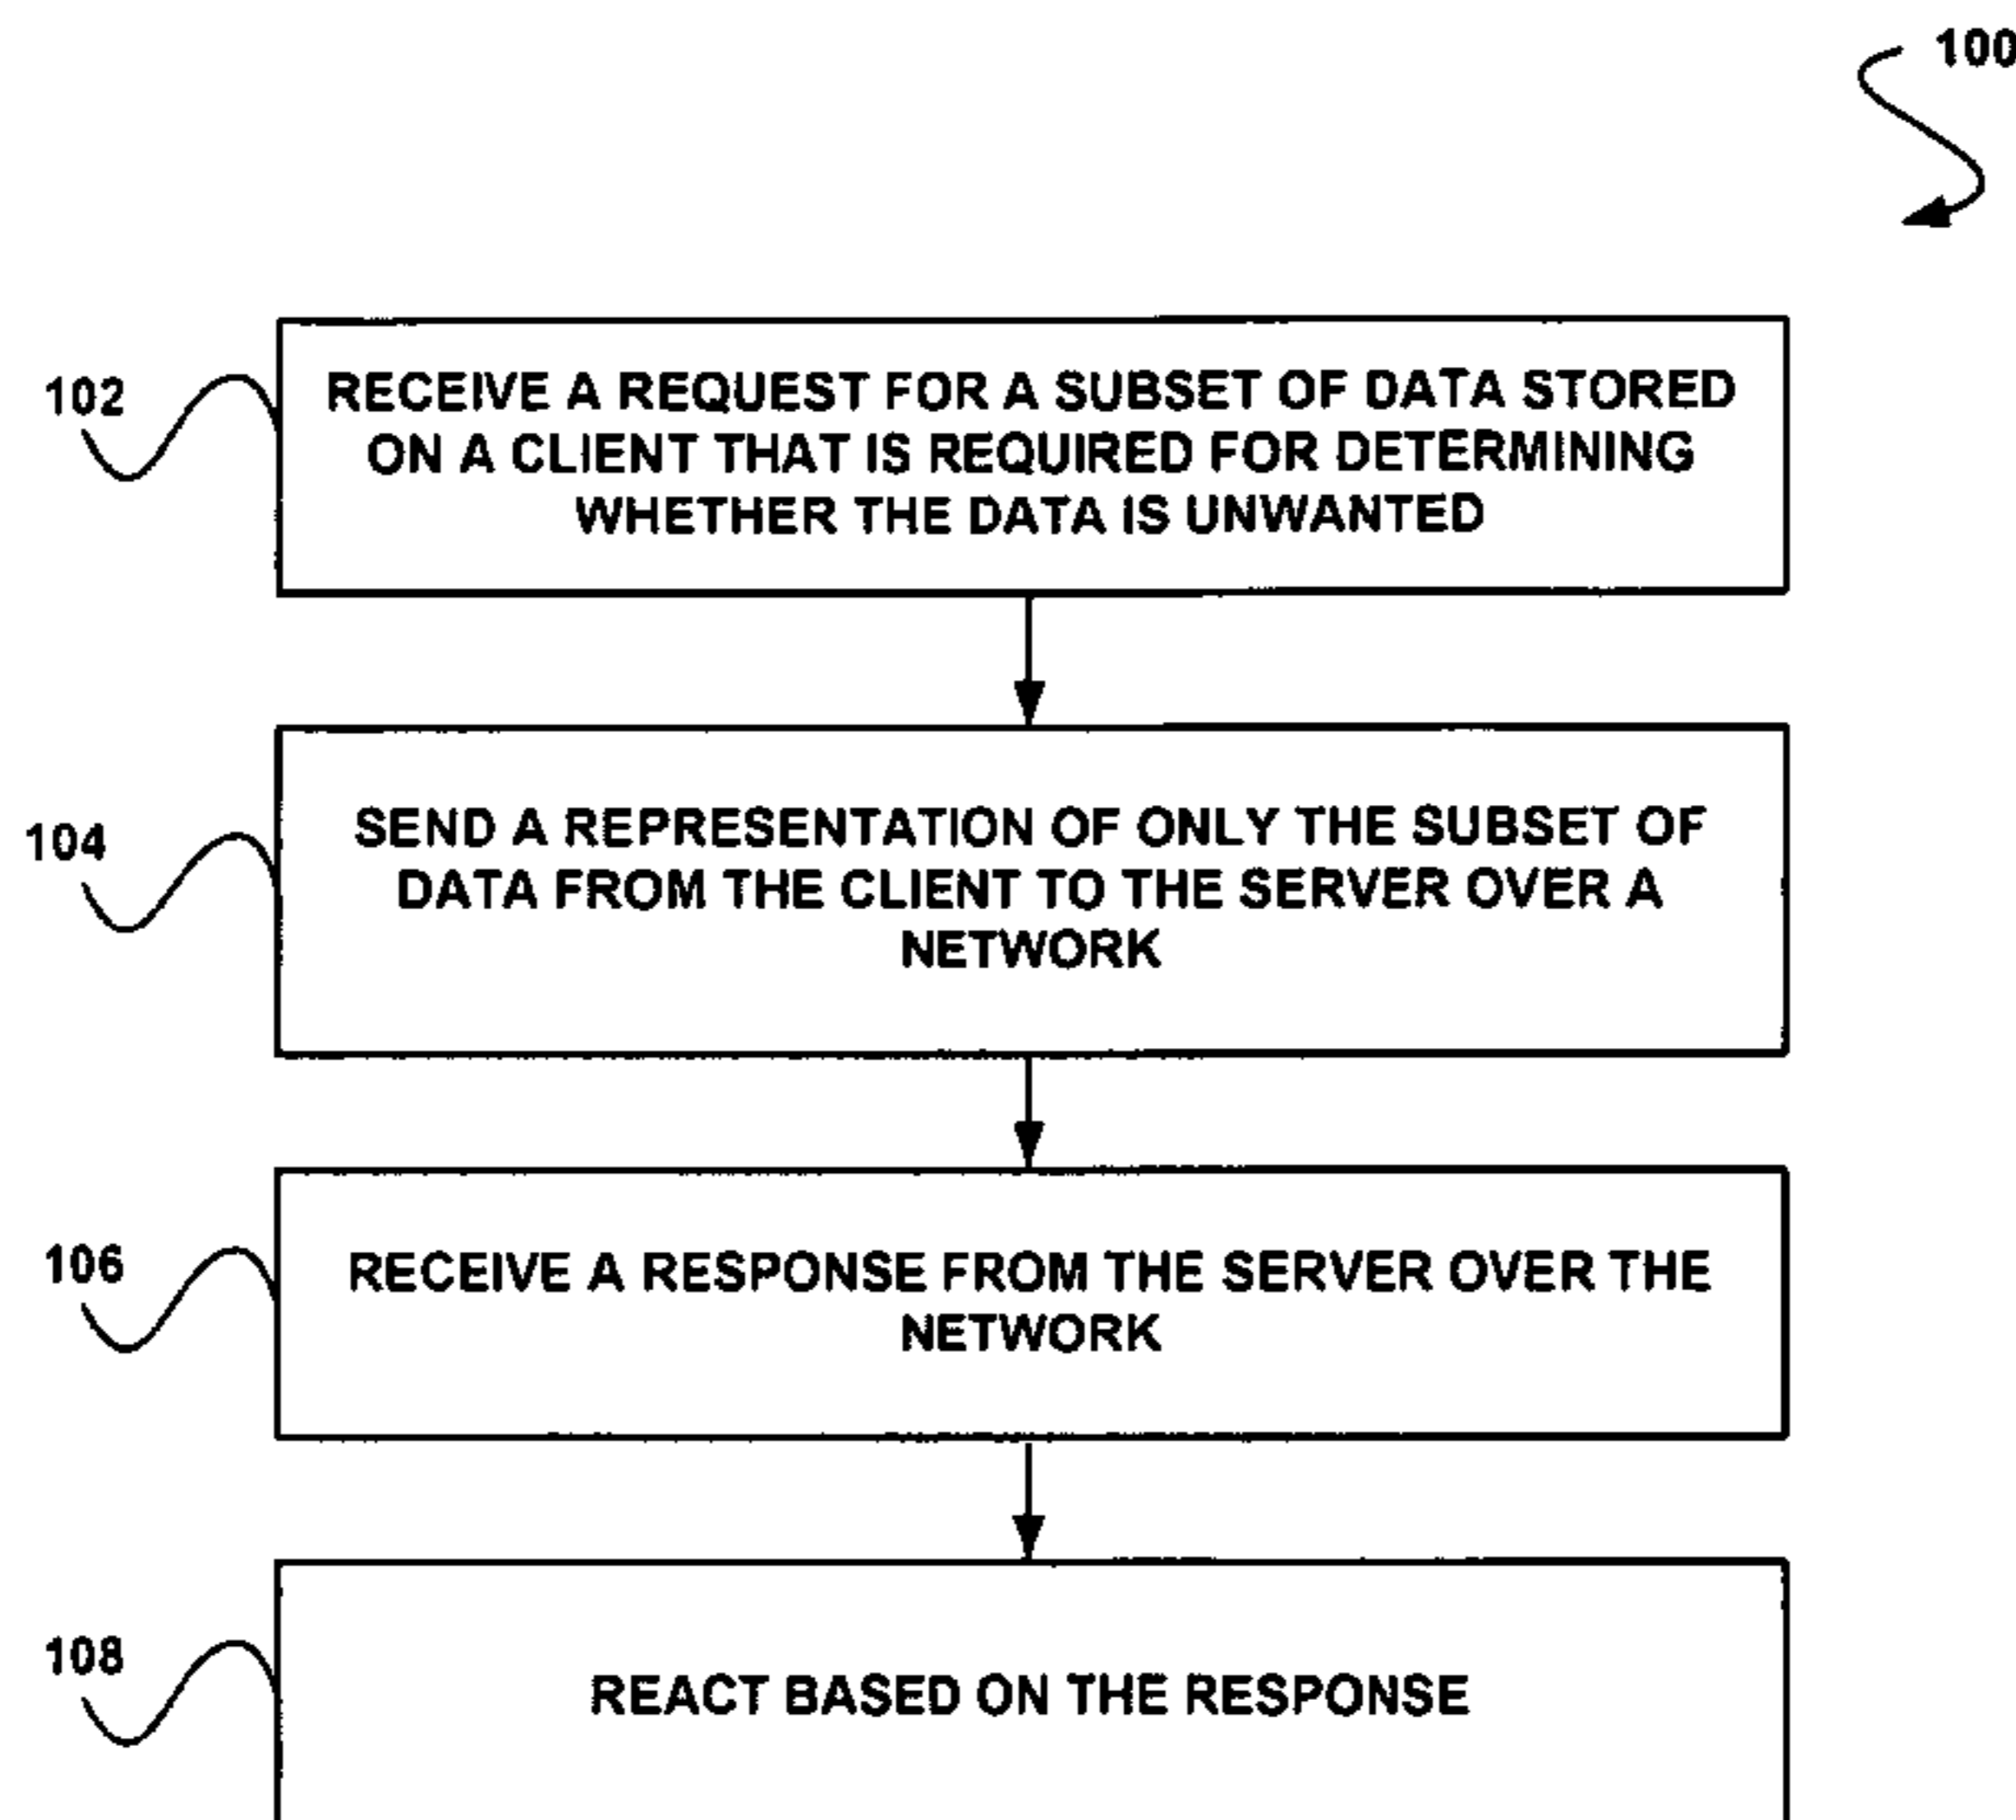 100
102
RECEIVE A REQUEST FOR A SUBSET OF DATA STORED
ON A CLIENT THAT IS REQUIRED FOR DETERMINING
WHETHER THE DATA IS UNWANTED
104
SEND A REPRESENTATION OF ONLY THE SUBSET OF
DATA FROM THE CLIENT TO THE SERVER OVER A
NETWORK
106
RECEIVE A RESPONSE FROM THE SERVER OVER THE
NETWORK
108
REACT BASED ON THE RESPONSE